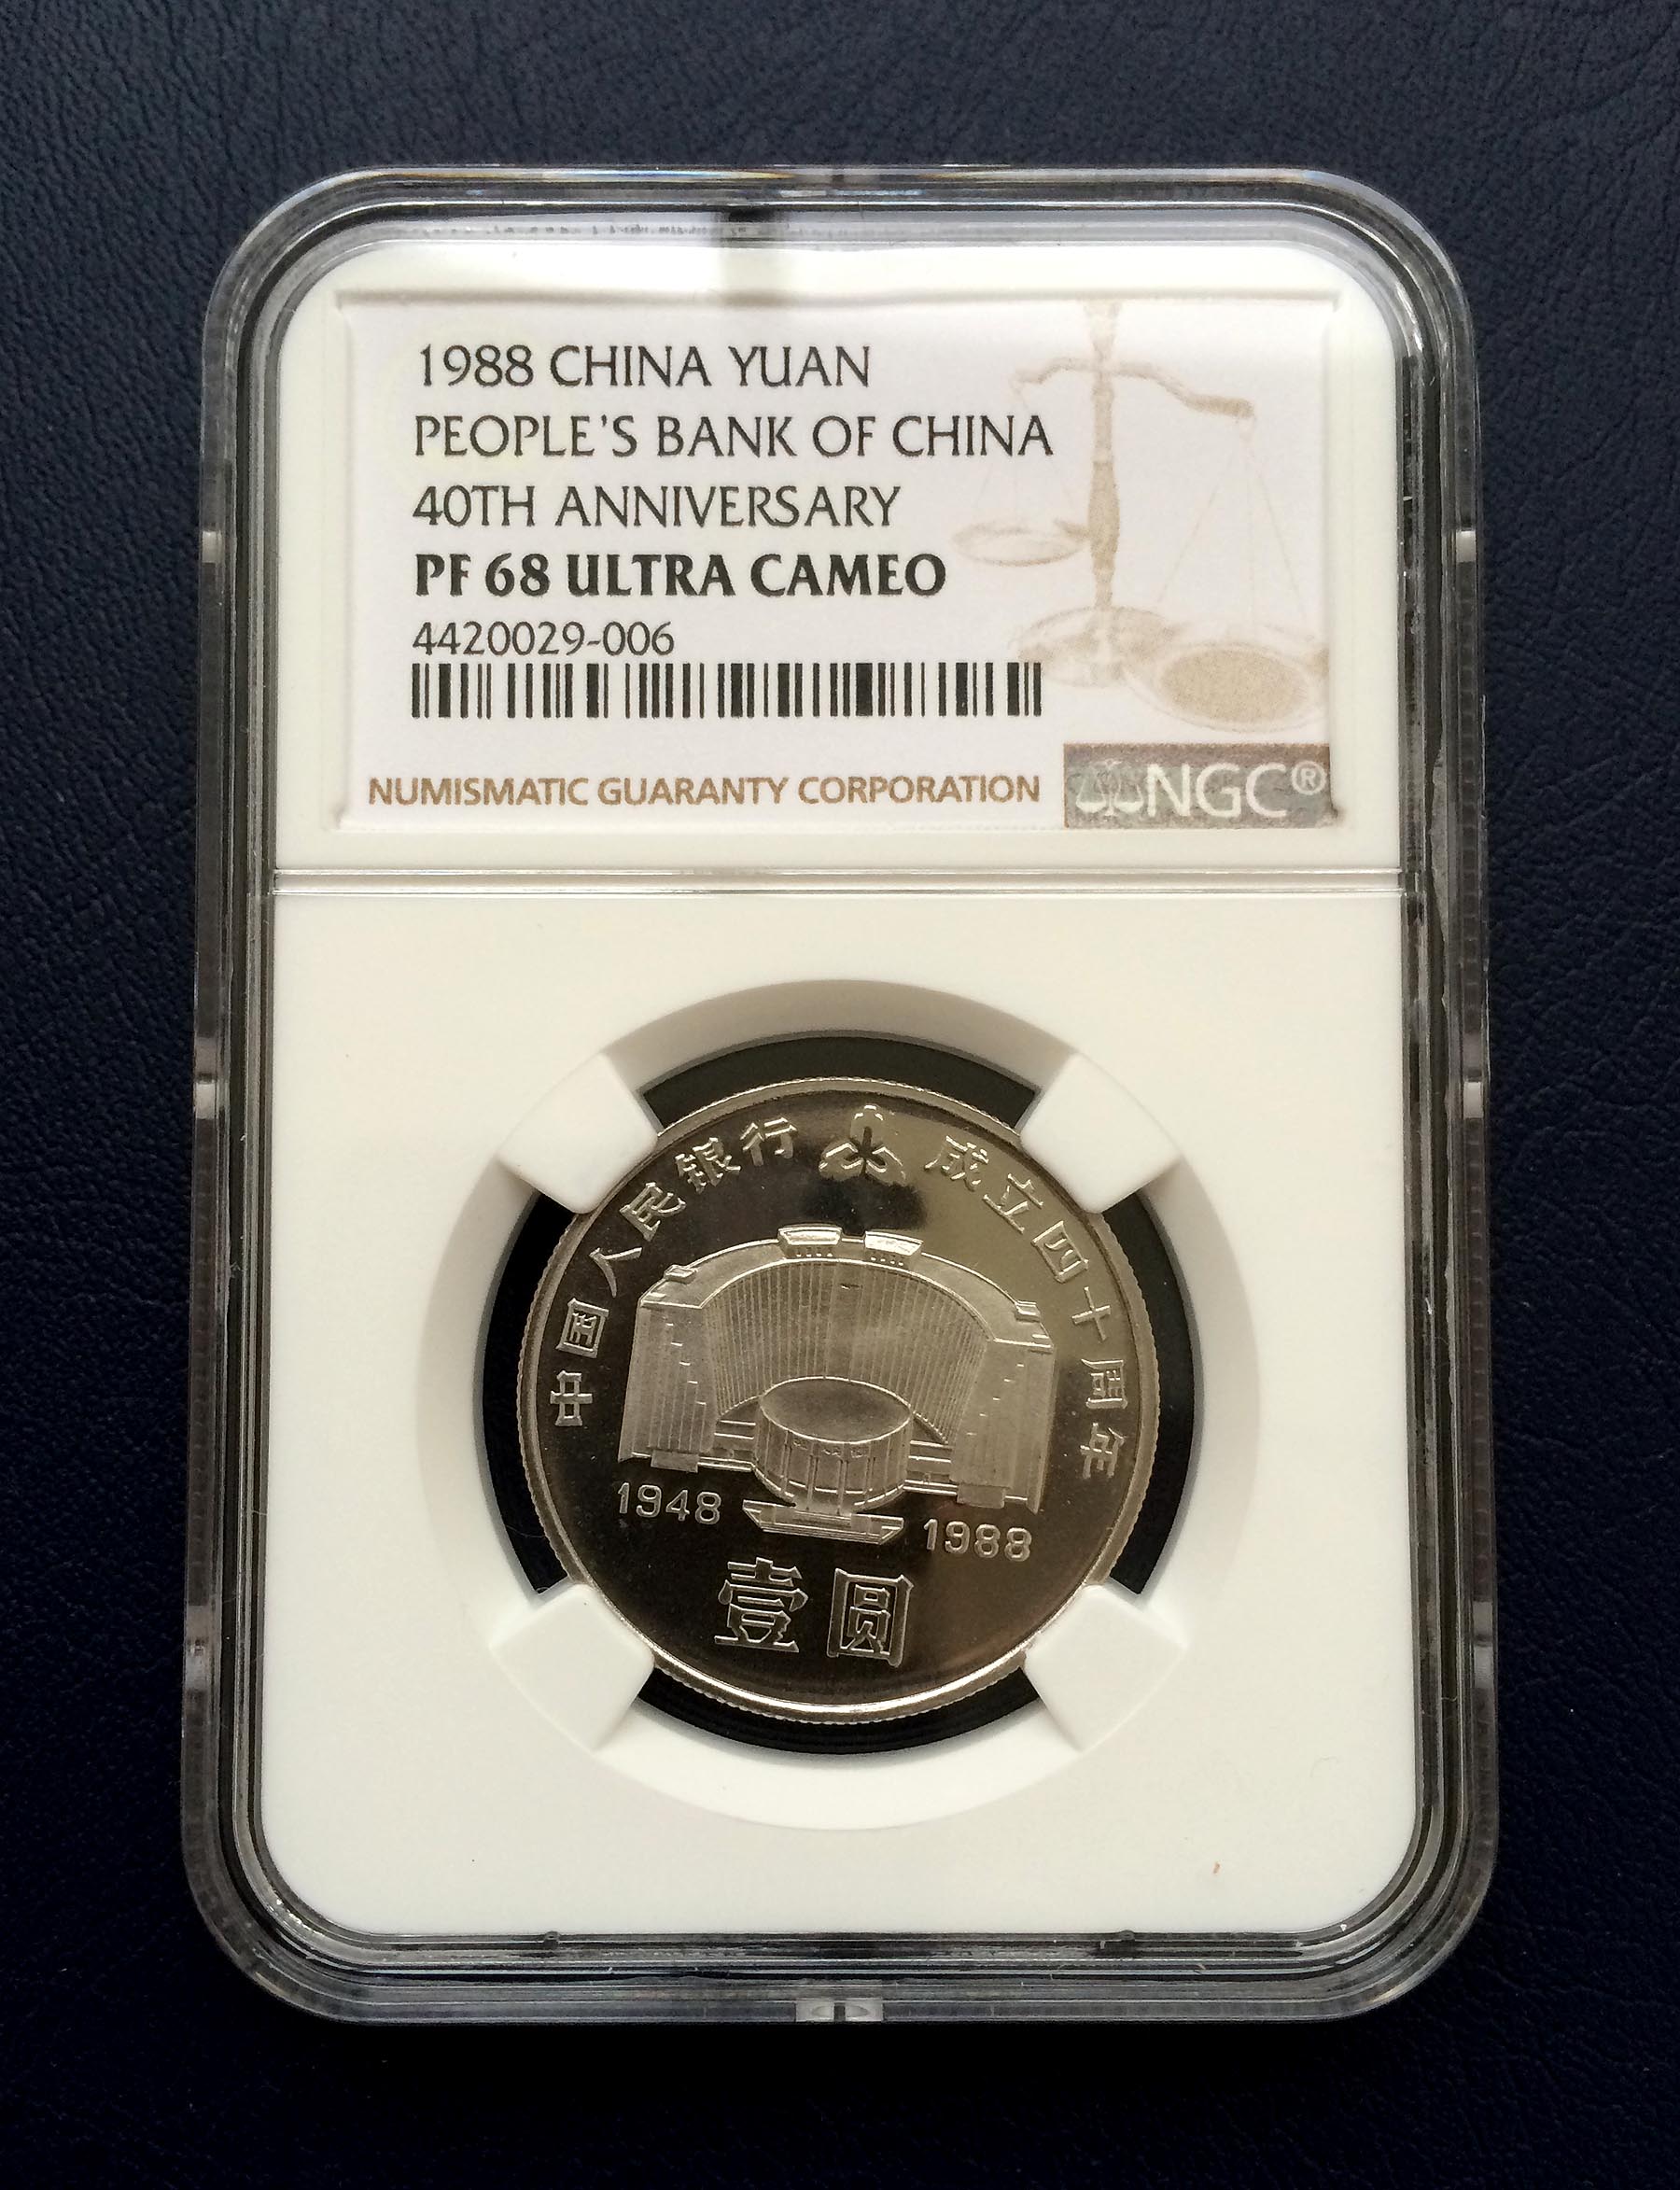 1988 CHINA YUAN
PEOPLE'S BANK OF CHINA
40TH ANNIVERSARY
PF 68 ULTRA CAMEO
4420029-006
NUMISMATIC GUARANTY CORPORATION
NGC®
中国人民银行 成立四十周年
1948 1988
壹圆